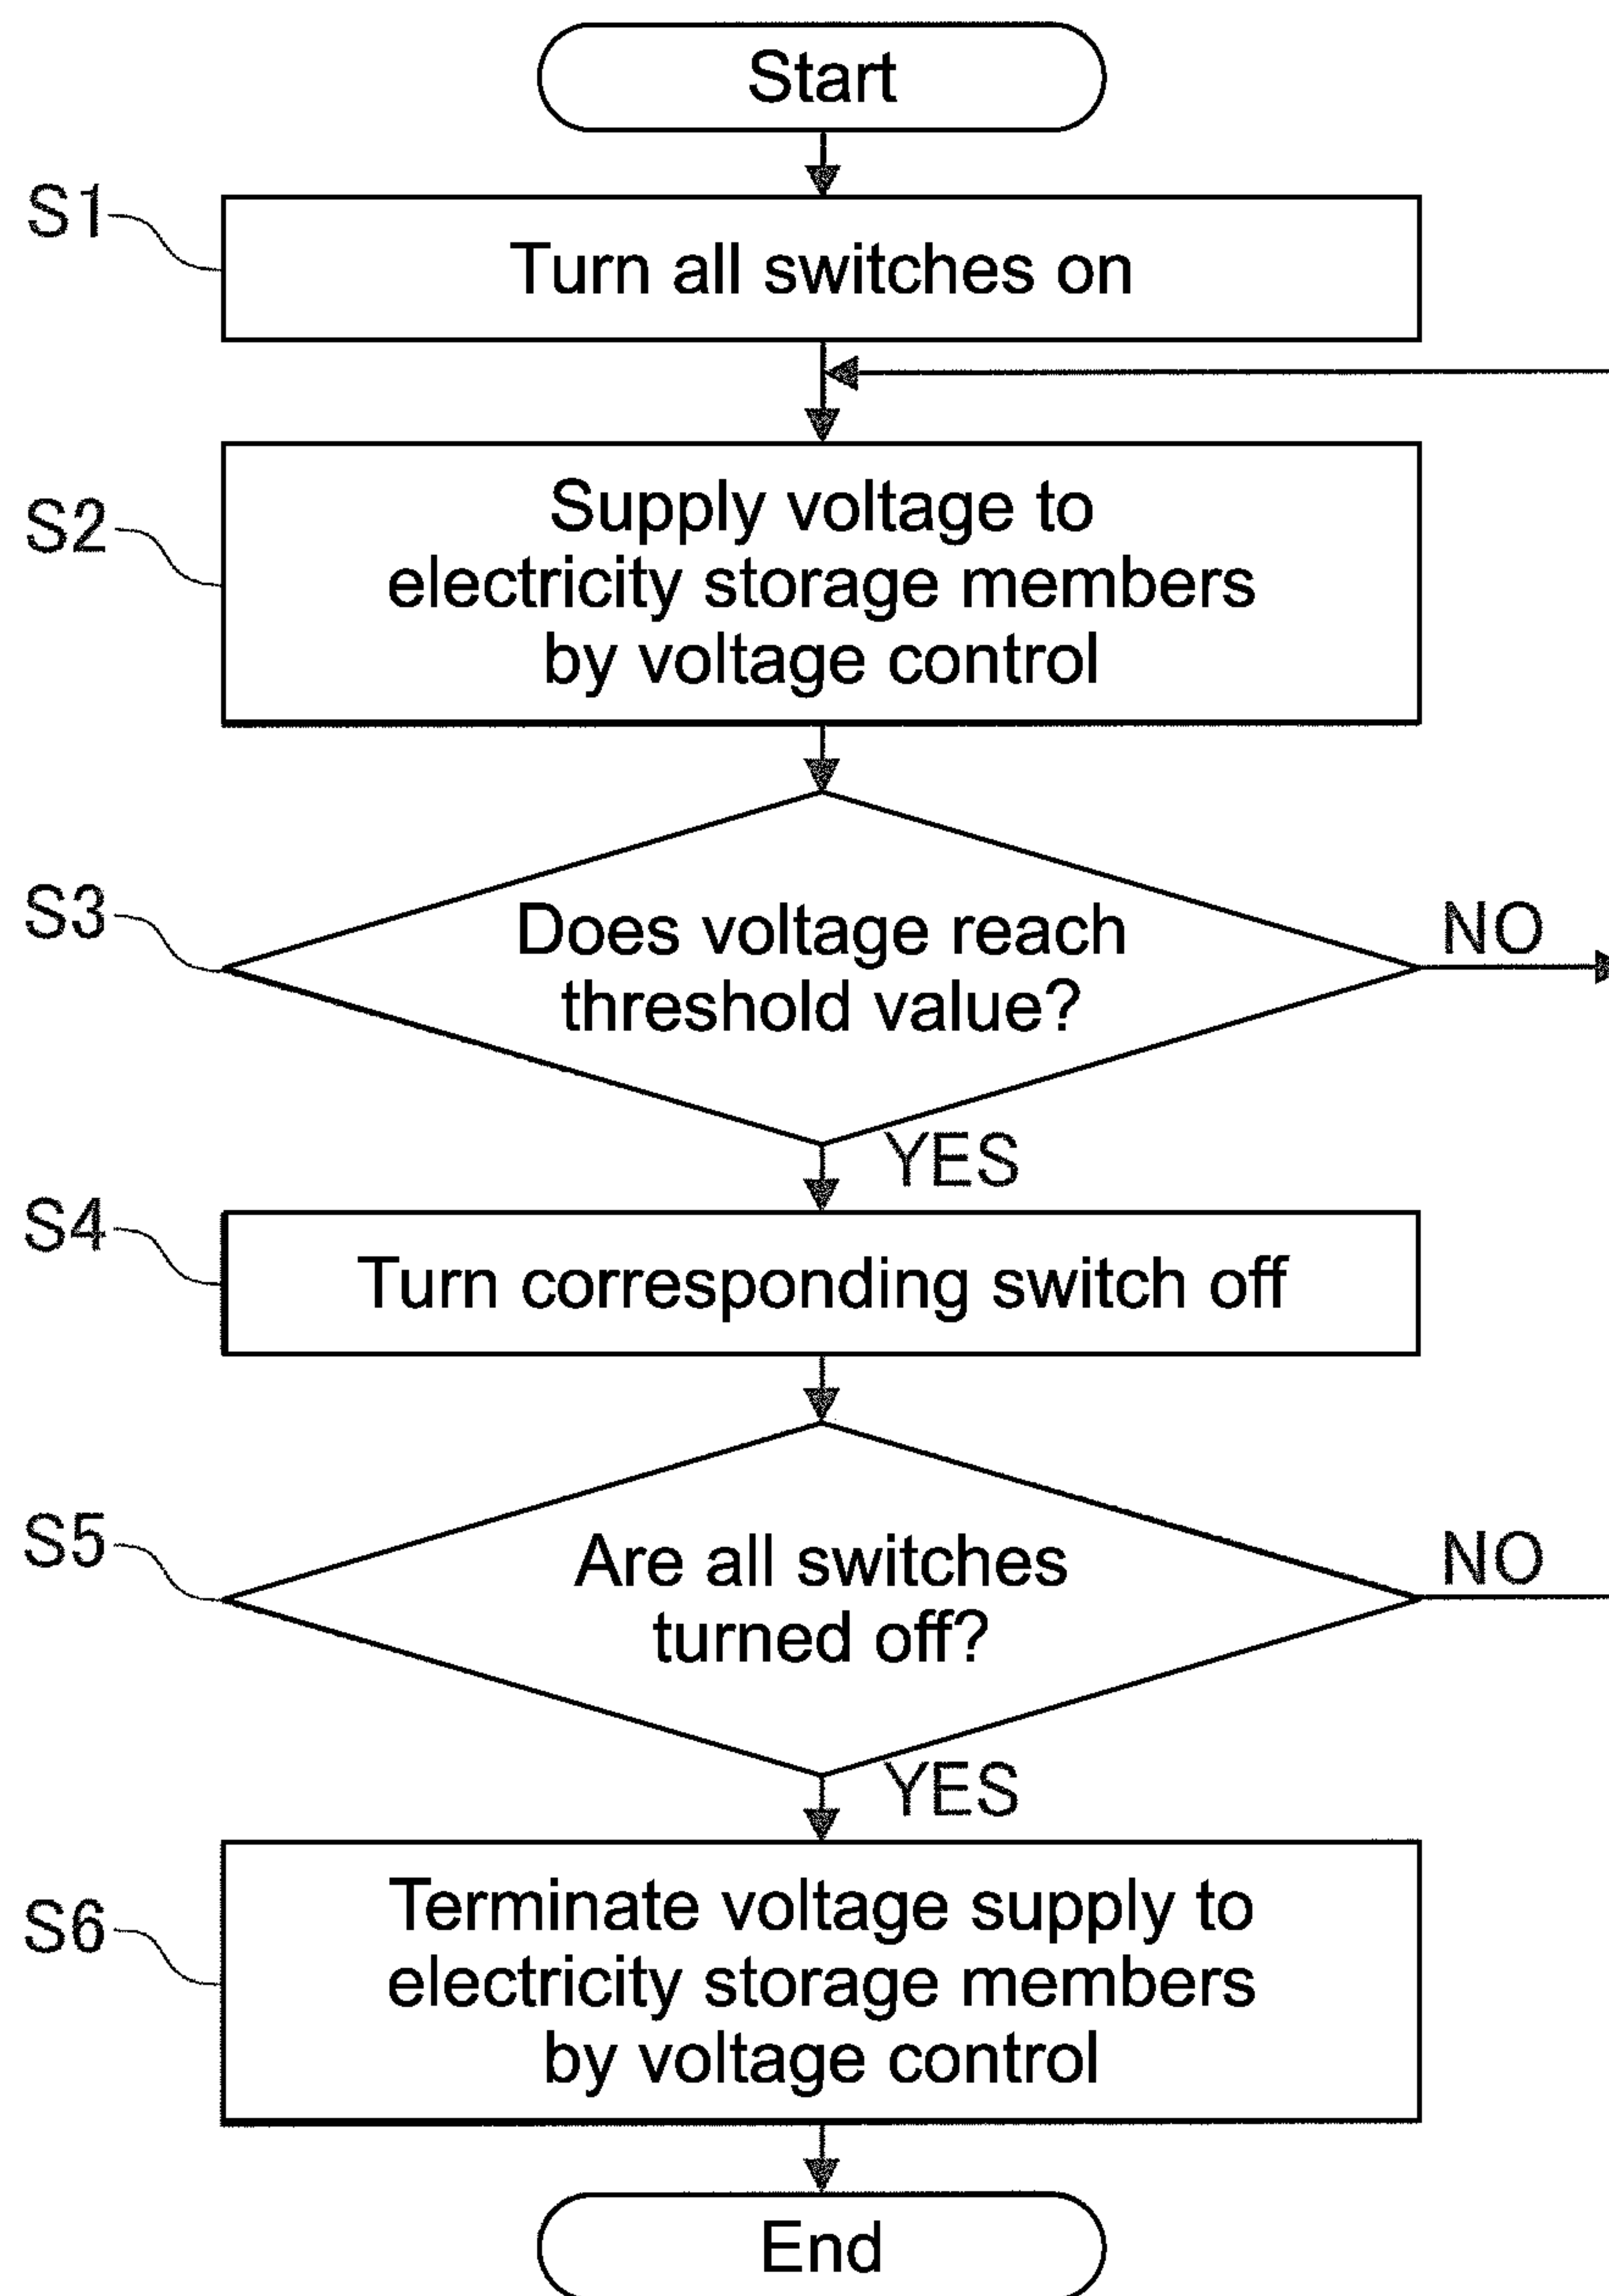 Start
S1
Turn all switches on
S2
Supply voltage to
electricity storage members
by voltage control
S3
Does voltage reach
threshold value?
NO
YES
S4
Turn corresponding switch off
S5
Are all switches
turned off?
NO
YES
S6
Terminate voltage supply to
electricity storage members
by voltage control
End